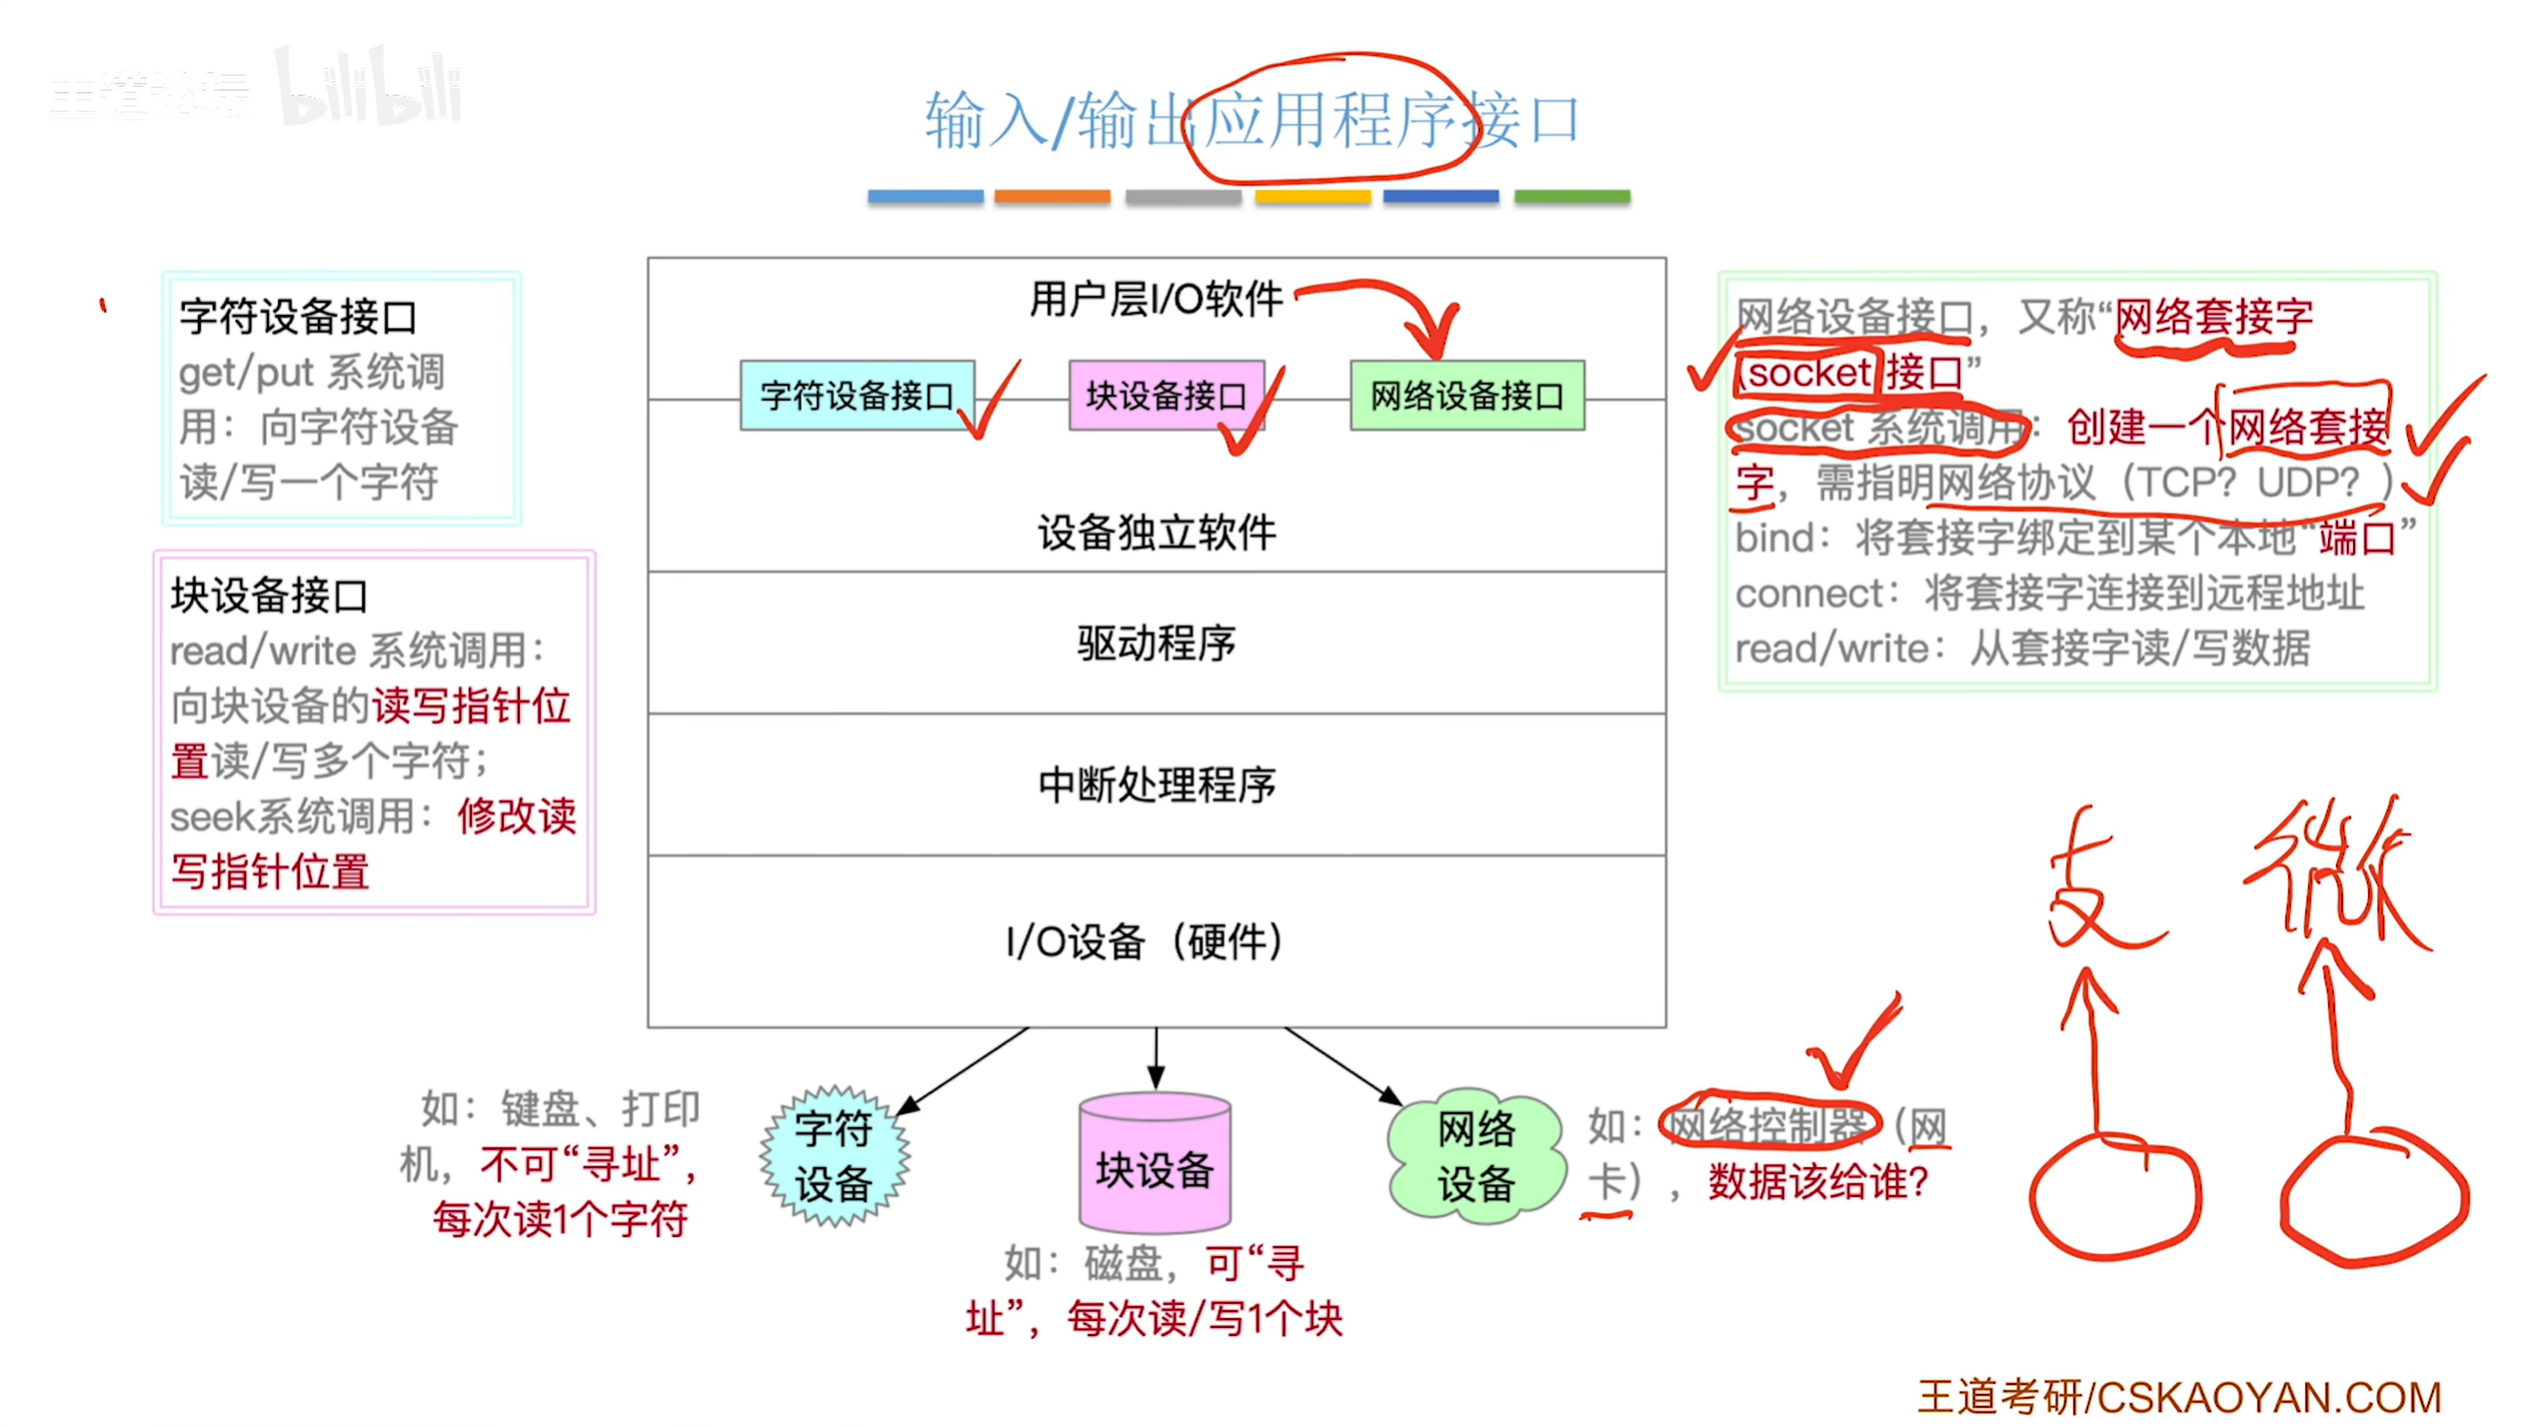 王道论坛 bilibili
输入/输出应用程序接口
字符设备接口
get/put 系统调
用：向字符设备
读/写一个字符
块设备接口
read/write 系统调用：
向块设备的读写指针位
置读/写多个字符；
seek系统调用：修改读
写指针位置
用户层I/O软件
字符设备接口
块设备接口
网络设备接口
设备独立软件
驱动程序
中断处理程序
I/O设备（硬件）
网络设备接口，又称“网络套接字
(socket 接口”
socket 系统调用：创建一个网络套接
字，需指明网络协议（TCP？UDP？）
bind：将套接字绑定到某个本地“端口”
connect：将套接字连接到远程地址
read/write：从套接字读/写数据
支
微
如：键盘、打印
机，不可“寻址”，
每次读1个字符
字符
设备
块设备
如：磁盘，可“寻
址”，每次读/写1个块
网络
设备
如：网络控制器（网
卡），数据该给谁？
王道考研/CSKAOYAN.COM